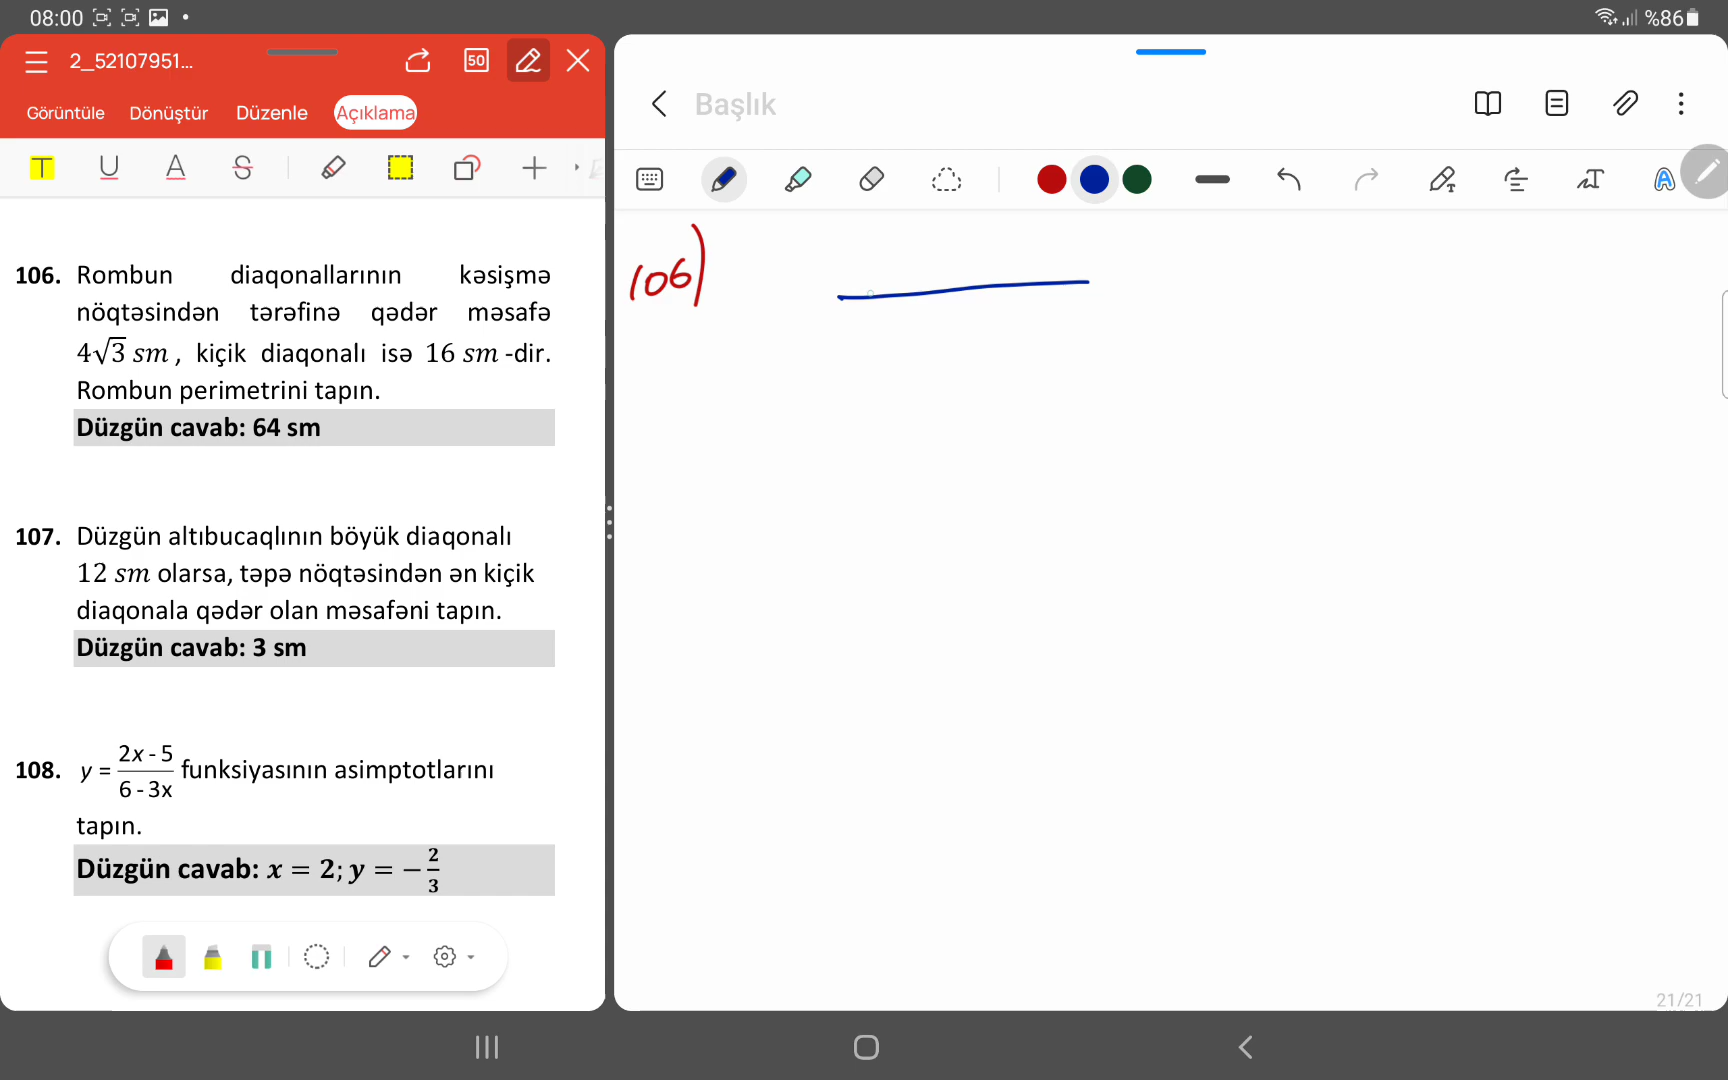 08:00
%86
2_52107951...
50
Görüntüle Dönüştür Düzenle Açıklama
T U A S
106. Rombun diaqonallarının kəsişmə
nöqtəsindən tərəfinə qədər məsafə
4√3 sm, kiçik diaqonalı isə 16 sm -dir.
Rombun perimetrini tapın.
Düzgün cavab: 64 sm
107. Düzgün altıbucaqlının böyük diaqonalı
12 sm olarsa, təpə nöqtəsindən ən kiçik
diaqonala qədər olan məsafəni tapın.
Düzgün cavab: 3 sm
108. y = (2x - 5)/(6 - 3x) funksiyasının asimptotlarını
tapın.
Düzgün cavab: x = 2; y = −2/3
Başlık
106)
21/21